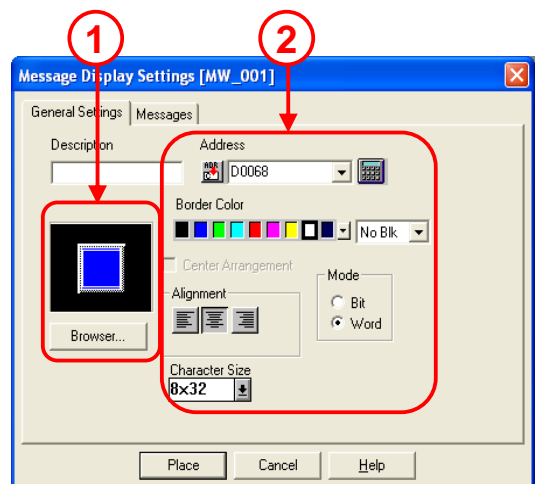 1 2
Message Display Settings [MW_001]
General Settings Messages
Description Address
D0068
Border Color
No Blk
Center Arrangement
Mode
Alignment
Bit
Word
Browser...
Character Size
8x32
Place Cancel Help